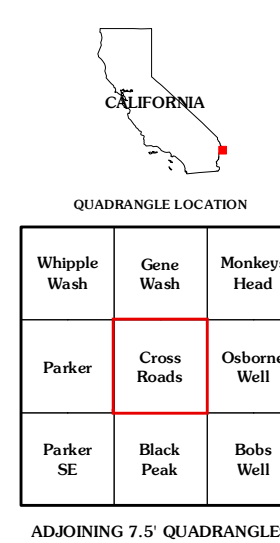 CALIFORNIA
QUADRANGLE LOCATION
Whipple
Wash
Gene
Wash
Monkey
Head
Parker
Cross
Roads
Osborne
Well
Parker
SE
Black
Peak
Bobs
Well
ADJOINING 7.5' QUADRANGLE